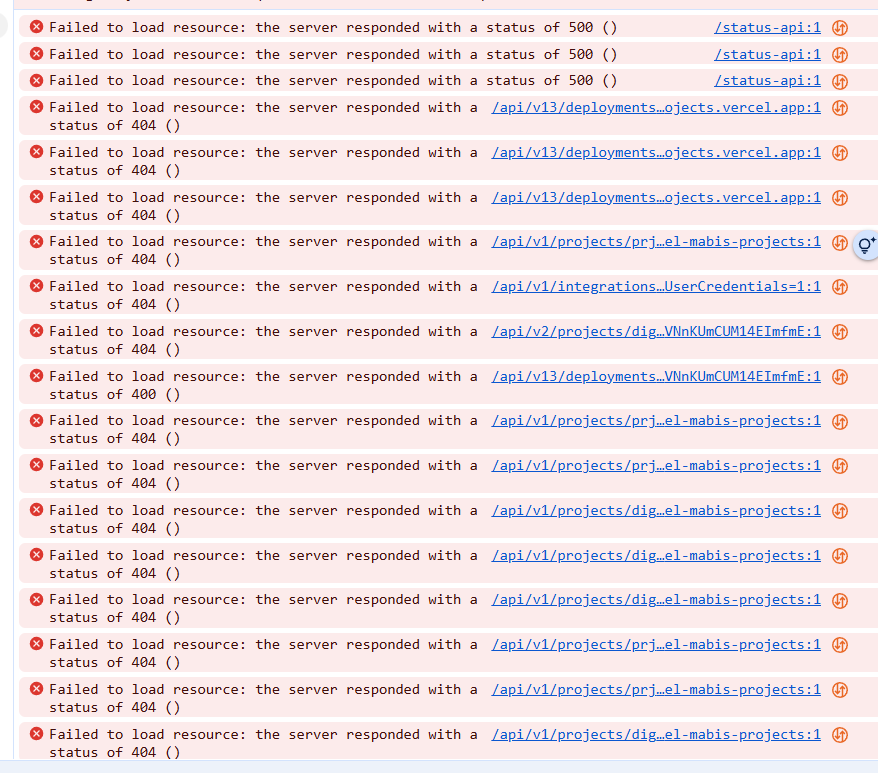 Failed to load resource: the server responded with a status of 500 () /status-api:1
Failed to load resource: the server responded with a status of 500 () /status-api:1
Failed to load resource: the server responded with a status of 500 () /status-api:1
Failed to load resource: the server responded with a /api/v13/deployments…ojects.vercel.app:1
status of 404 ()
Failed to load resource: the server responded with a /api/v13/deployments…ojects.vercel.app:1
status of 404 ()
Failed to load resource: the server responded with a /api/v13/deployments…ojects.vercel.app:1
status of 404 ()
Failed to load resource: the server responded with a /api/v1/projects/prj…el-mabis-projects:1
status of 404 ()
Failed to load resource: the server responded with a /api/v1/integrations…UserCredentials=1:1
status of 404 ()
Failed to load resource: the server responded with a /api/v2/projects/dig…VNnKUmCUM14EImfmE:1
status of 404 ()
Failed to load resource: the server responded with a /api/v13/deployments…VNnKUmCUM14EImfmE:1
status of 400 ()
Failed to load resource: the server responded with a /api/v1/projects/prj…el-mabis-projects:1
status of 404 ()
Failed to load resource: the server responded with a /api/v1/projects/prj…el-mabis-projects:1
status of 404 ()
Failed to load resource: the server responded with a /api/v1/projects/dig…el-mabis-projects:1
status of 404 ()
Failed to load resource: the server responded with a /api/v1/projects/dig…el-mabis-projects:1
status of 404 ()
Failed to load resource: the server responded with a /api/v1/projects/dig…el-mabis-projects:1
status of 404 ()
Failed to load resource: the server responded with a /api/v1/projects/prj…el-mabis-projects:1
status of 404 ()
Failed to load resource: the server responded with a /api/v1/projects/prj…el-mabis-projects:1
status of 404 ()
Failed to load resource: the server responded with a /api/v1/projects/dig…el-mabis-projects:1
status of 404 ()